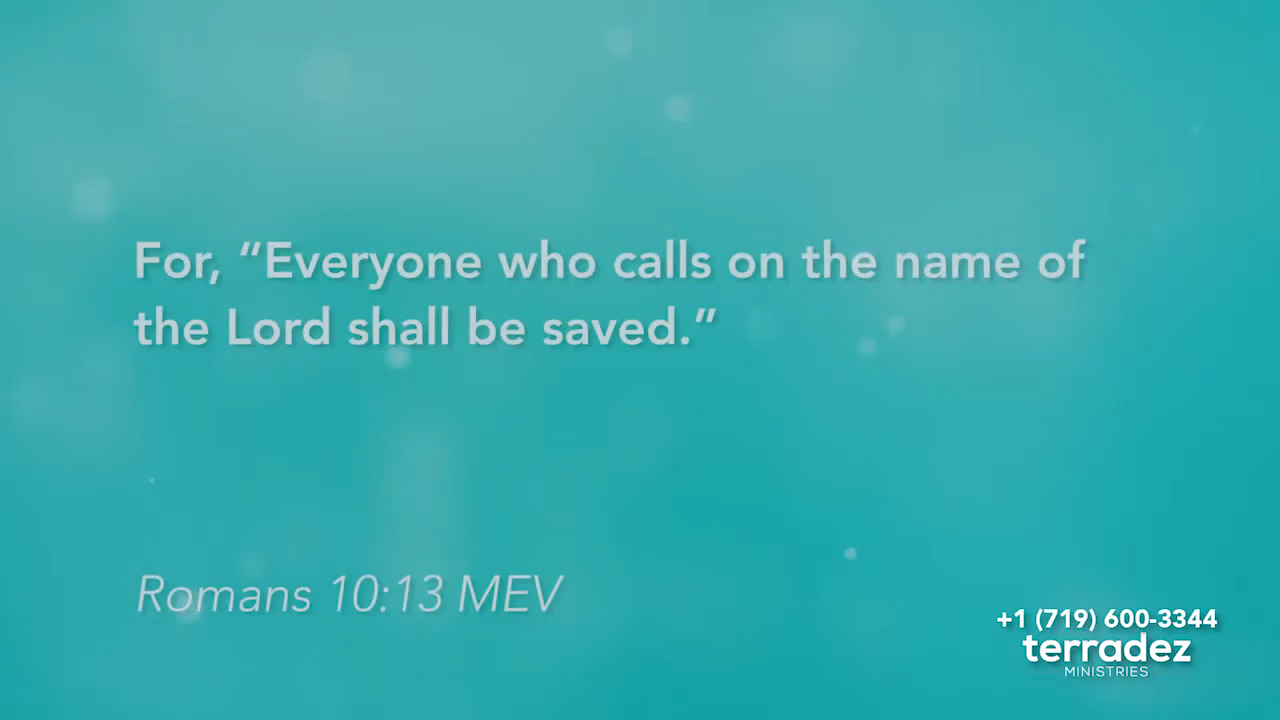 For, “Everyone who calls on the name of
the Lord shall be saved.”
Romans 10:13 MEV
+1 (719) 600-3344
terradez
MINISTRIES